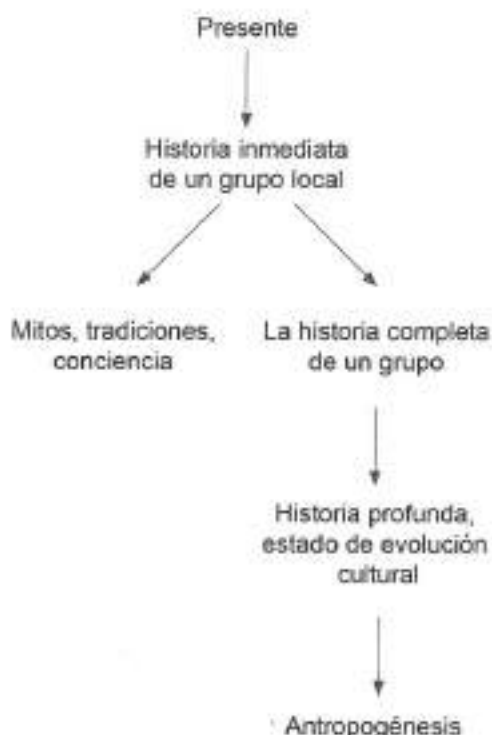 Presente
Historia inmediata
de un grupo local
Mitos, tradiciones,
conciencia
La historia completa
de un grupo
Historia profunda,
estado de evolución
cultural
Antropogénesis